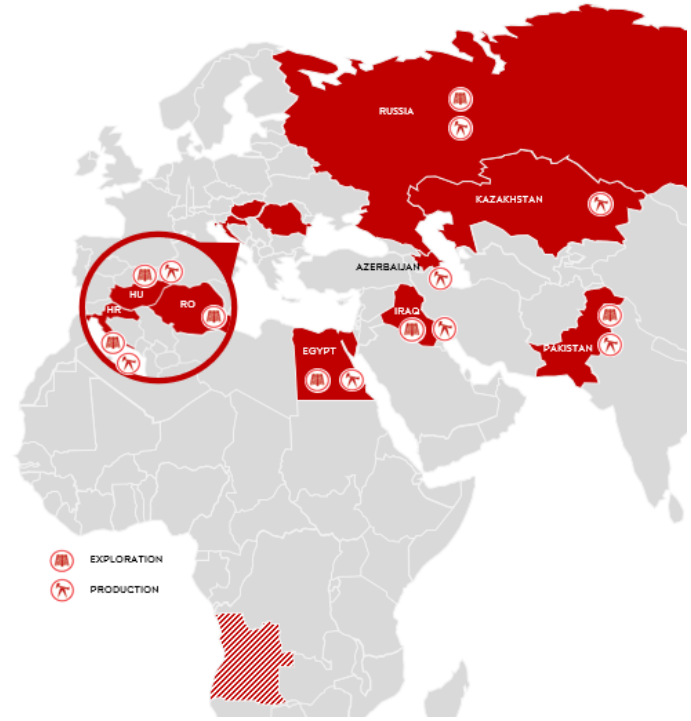 RUSSIA
KAZAKHSTAN
AZERBAIJAN
HU
RO
HR
IRAQ
EGYPT
PAKISTAN
EXPLORATION
PRODUCTION